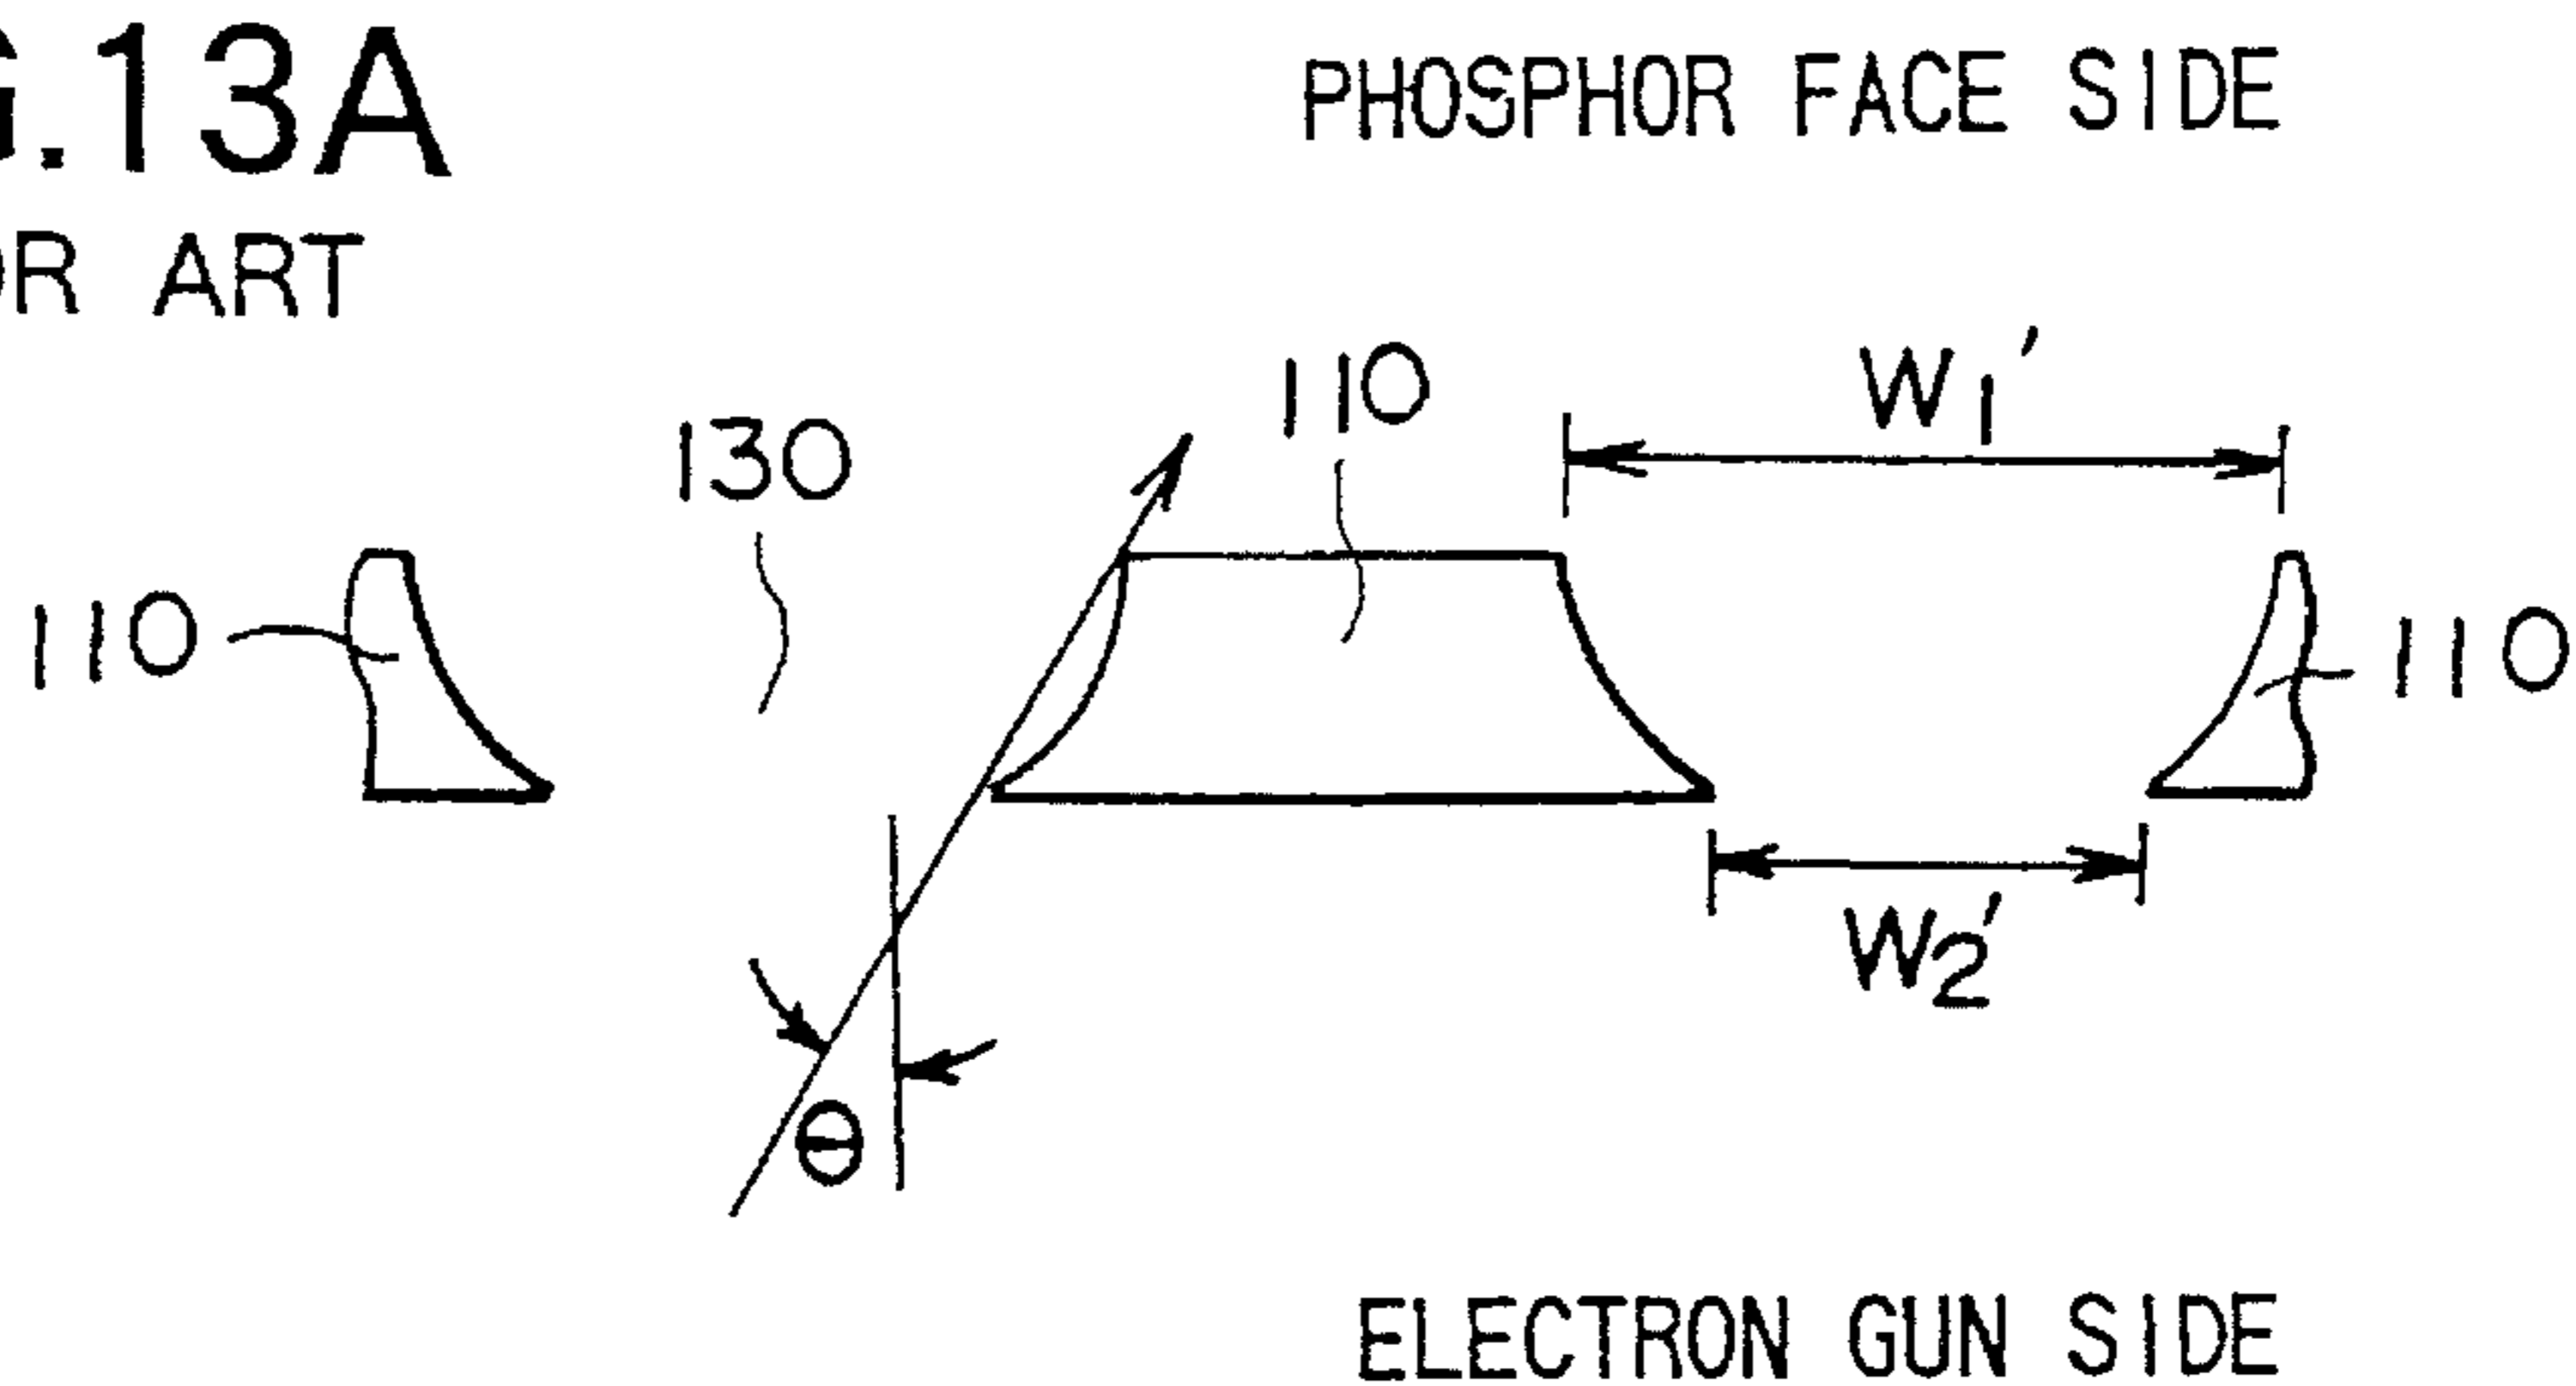 G.13A
OR ART
PHOSPHOR FACE SIDE
W1'
110
130
110
110
W2'
θ
ELECTRON GUN SIDE